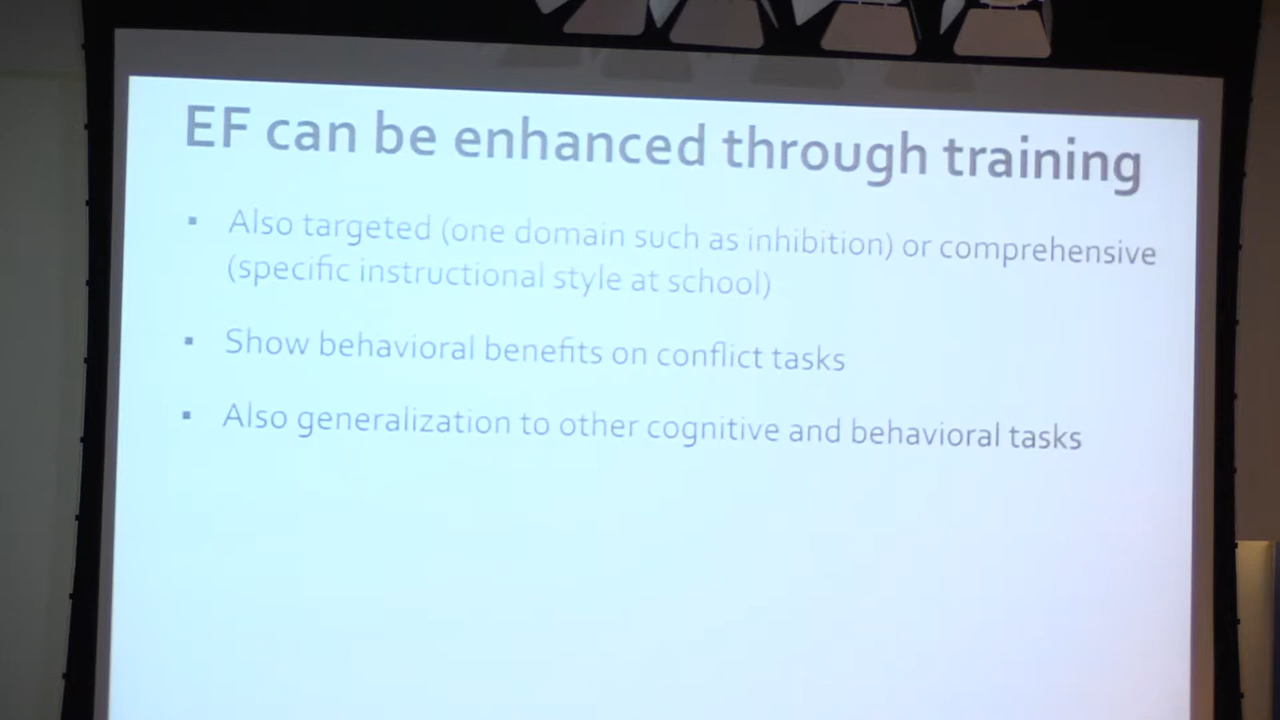 EF can be enhanced through training
▪ Also targeted (one domain such as inhibition) or comprehensive
(specific instructional style at school)
▪ Show behavioral benefits on conflict tasks
▪ Also generalization to other cognitive and behavioral tasks